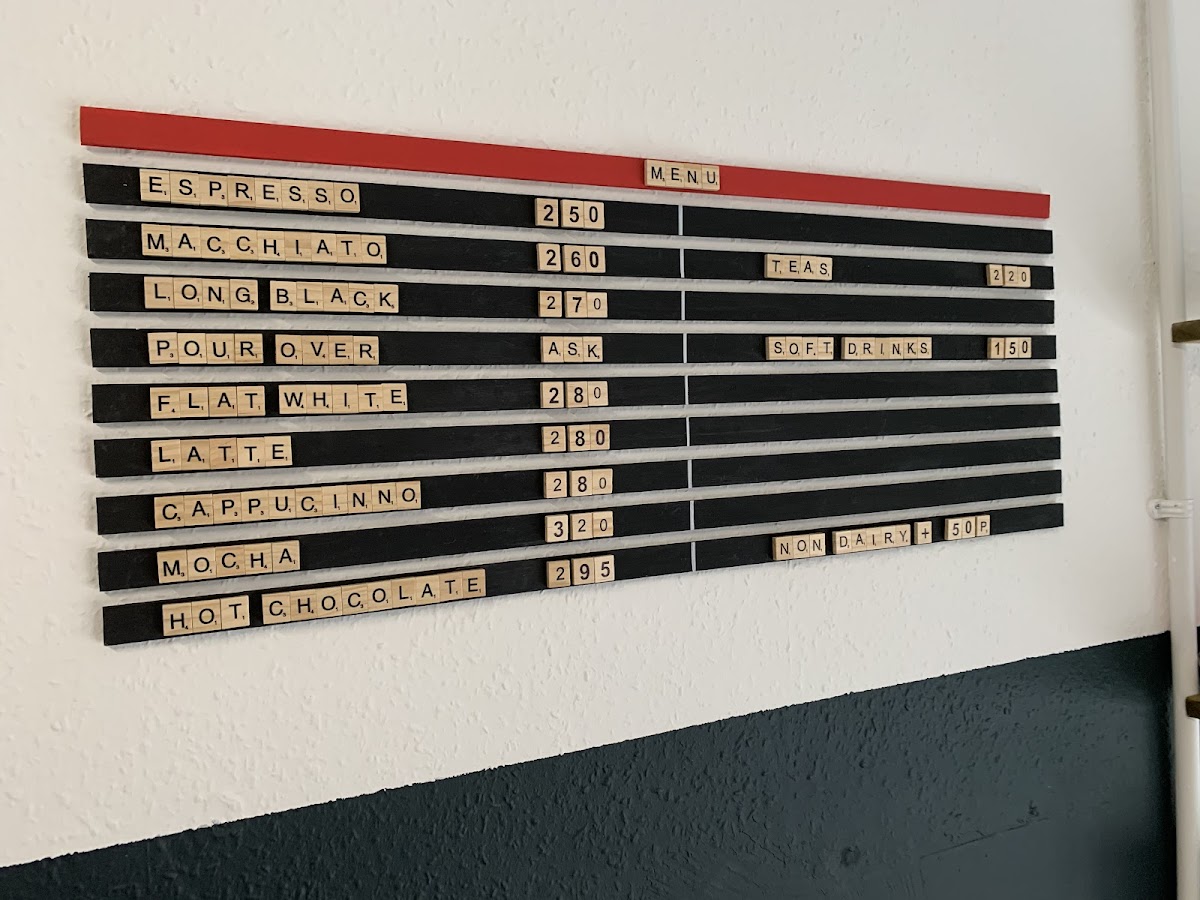 MENU
ESPRESSO 250
MACCHIATO 260
LONG BLACK 270
POUR OVER ASK
FLAT WHITE 280
LATTE 280
CAPPUCINNO 280
MOCHA 320
HOT CHOCOLATE 295
TEAS 220
SOFT DRINKS 150
NON DAIRY + 50P